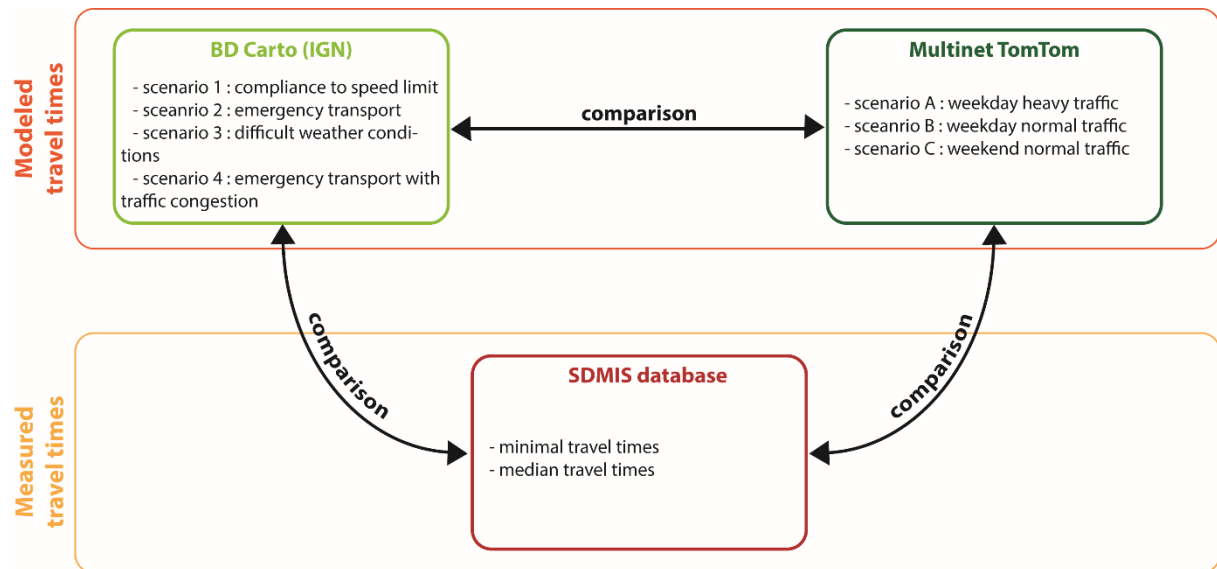 Modeled
travel times
BD Carto (IGN)
- scenario 1 : compliance to speed limit
- sceanrio 2 : emergency transport
- scenario 3 : difficult weather condi-
tions
- scenario 4 : emergency transport with
traffic congestion
comparison
Multinet TomTom
- scenario A : weekday heavy traffic
- sceanrio B : weekday normal traffic
- scenario C : weekend normal traffic
comparison
comparison
Measured
travel times
SDMIS database
- minimal travel times
- median travel times